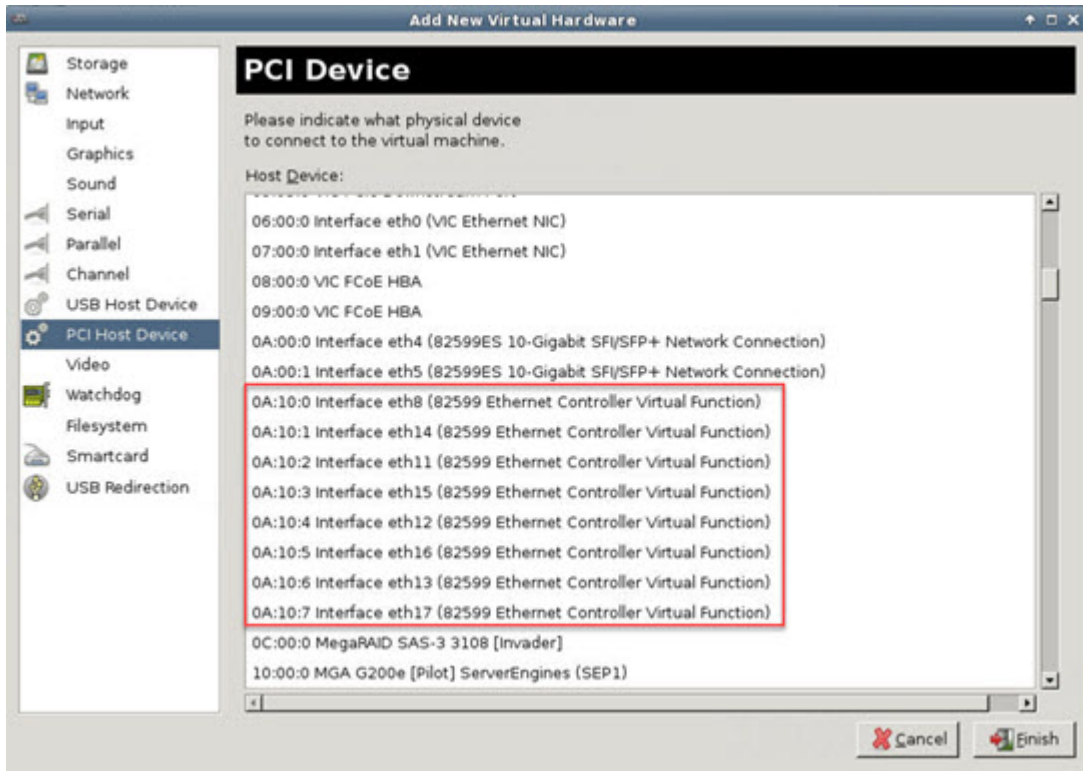 Add New Virtual Hardware
Storage
Network
Input
Graphics
Sound
Serial
Parallel
Channel
USB Host Device
PCI Host Device
Video
Watchdog
Filesystem
Smartcard
USB Redirection
PCI Device
Please indicate what physical device
to connect to the virtual machine.
Host Device:
06:00:0 Interface eth0 (VIC Ethernet NIC)
07:00:0 Interface eth1 (VIC Ethernet NIC)
08:00:0 VIC FCoE HBA
09:00:0 VIC FCoE HBA
0A:00:0 Interface eth4 (82599ES 10-Gigabit SFI/SFP+ Network Connection)
0A:00:1 Interface eth5 (82599ES 10-Gigabit SFI/SFP+ Network Connection)
0A:10:0 Interface eth8 (82599 Ethernet Controller Virtual Function)
0A:10:1 Interface eth14 (82599 Ethernet Controller Virtual Function)
0A:10:2 Interface eth11 (82599 Ethernet Controller Virtual Function)
0A:10:3 Interface eth15 (82599 Ethernet Controller Virtual Function)
0A:10:4 Interface eth12 (82599 Ethernet Controller Virtual Function)
0A:10:5 Interface eth16 (82599 Ethernet Controller Virtual Function)
0A:10:6 Interface eth13 (82599 Ethernet Controller Virtual Function)
0A:10:7 Interface eth17 (82599 Ethernet Controller Virtual Function)
0C:00:0 MegaRAID SAS-3 3108 [Invader]
10:00:0 MGA G200e [Pilot] ServerEngines (SEP1)
Cancel
Finish